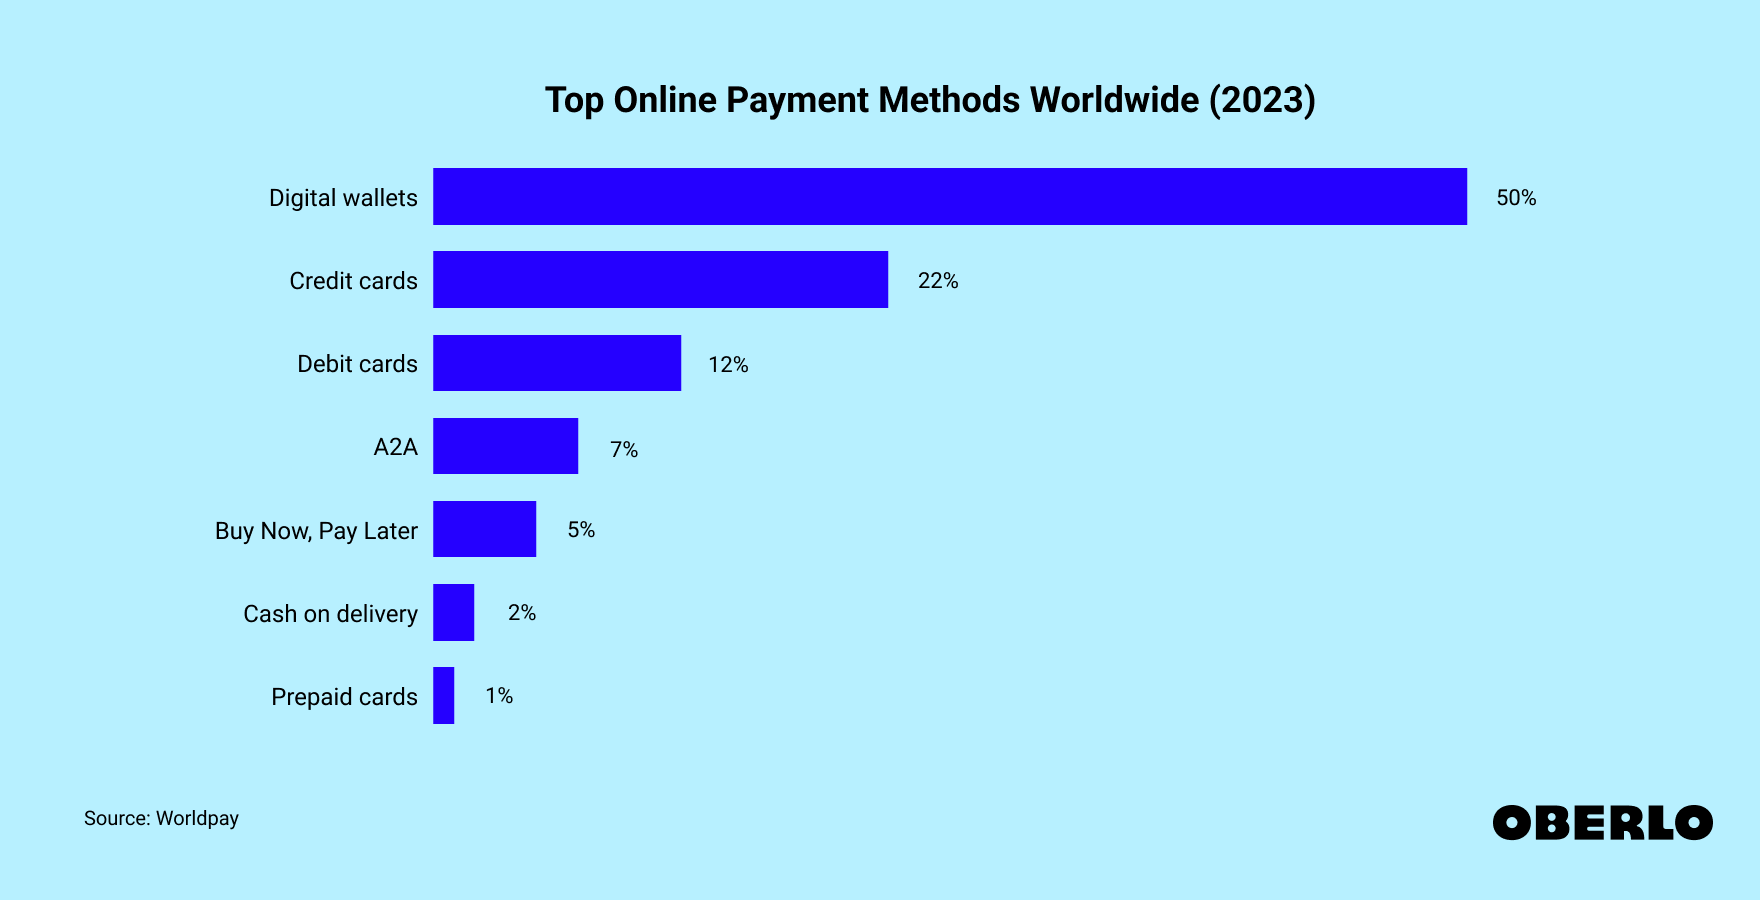 Top Online Payment Methods Worldwide (2023)
Digital wallets 50%
Credit cards 22%
Debit cards 12%
A2A 7%
Buy Now, Pay Later 5%
Cash on delivery 2%
Prepaid cards 1%
Source: Worldpay
OBERLO